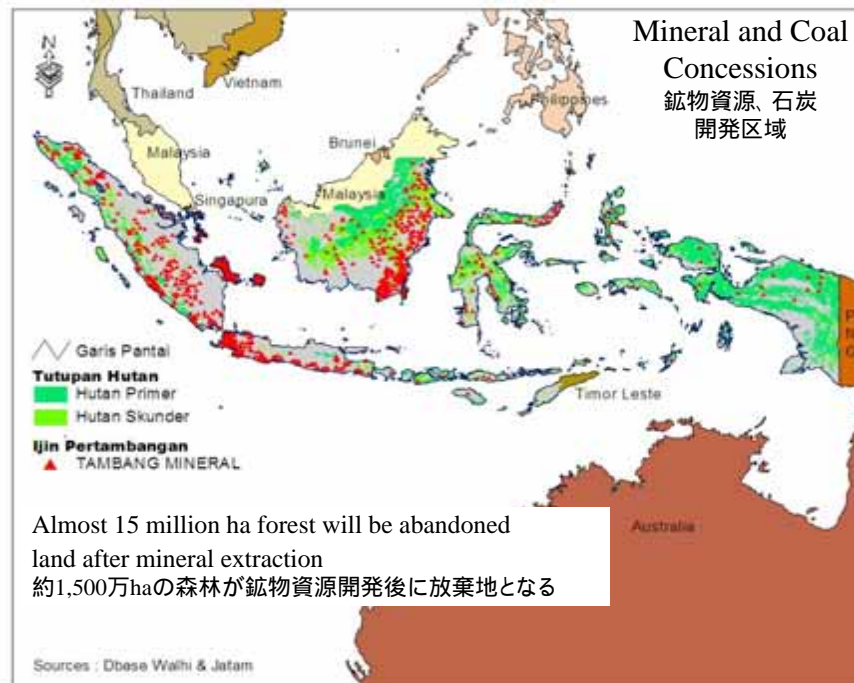 Mineral and Coal
Concessions
鉱物資源、石炭
開発区域
N
Vietnam
Thailand
Philippines
Malaysia
Brunei
Singapura
Malaysia
P
N
G
Garis Pantai
Tutupan Hutan
Hutan Primer
Hutan Skunder
Ijin Pertambangan
TAMBANG MINERAL
Timor Leste
Australia
Almost 15 million ha forest will be abandoned
land after mineral extraction
約1,500万haの森林が鉱物資源開発後に放棄地となる
Sources : Dbase Walhi & Jatam